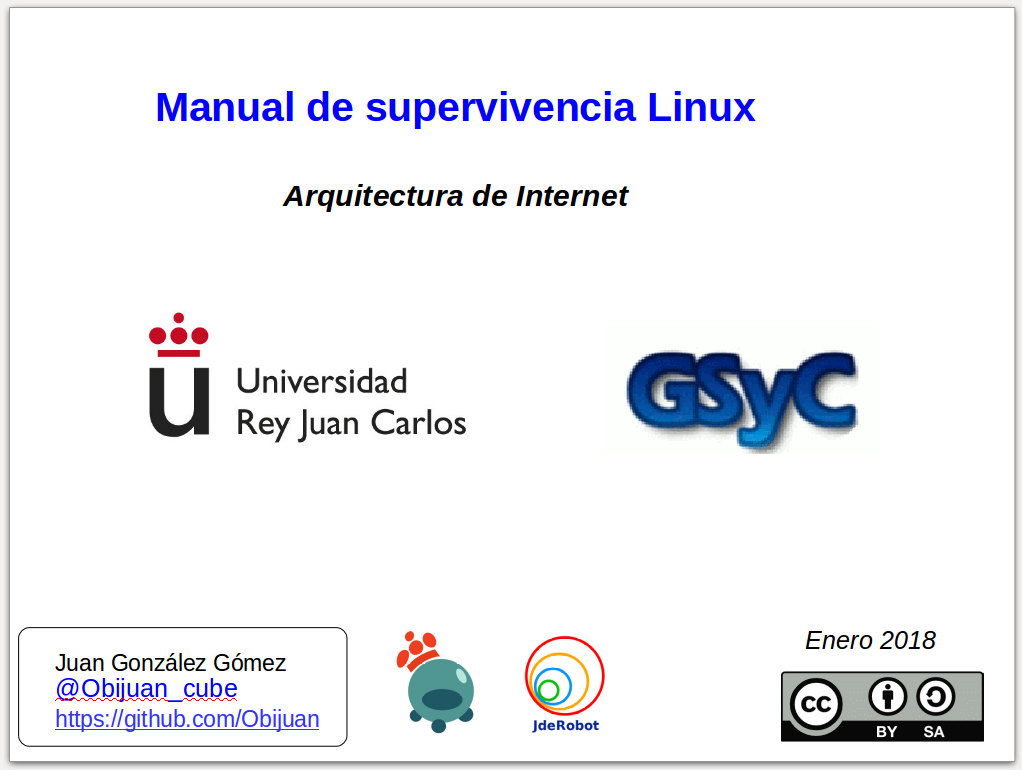 Manual de supervivencia Linux
Arquitectura de Internet
Universidad
Rey Juan Carlos
GSyC
Juan González Gómez
@Obijuan_cube
https://github.com/Obijuan
JdeRobot
Enero 2018
cc
BY SA